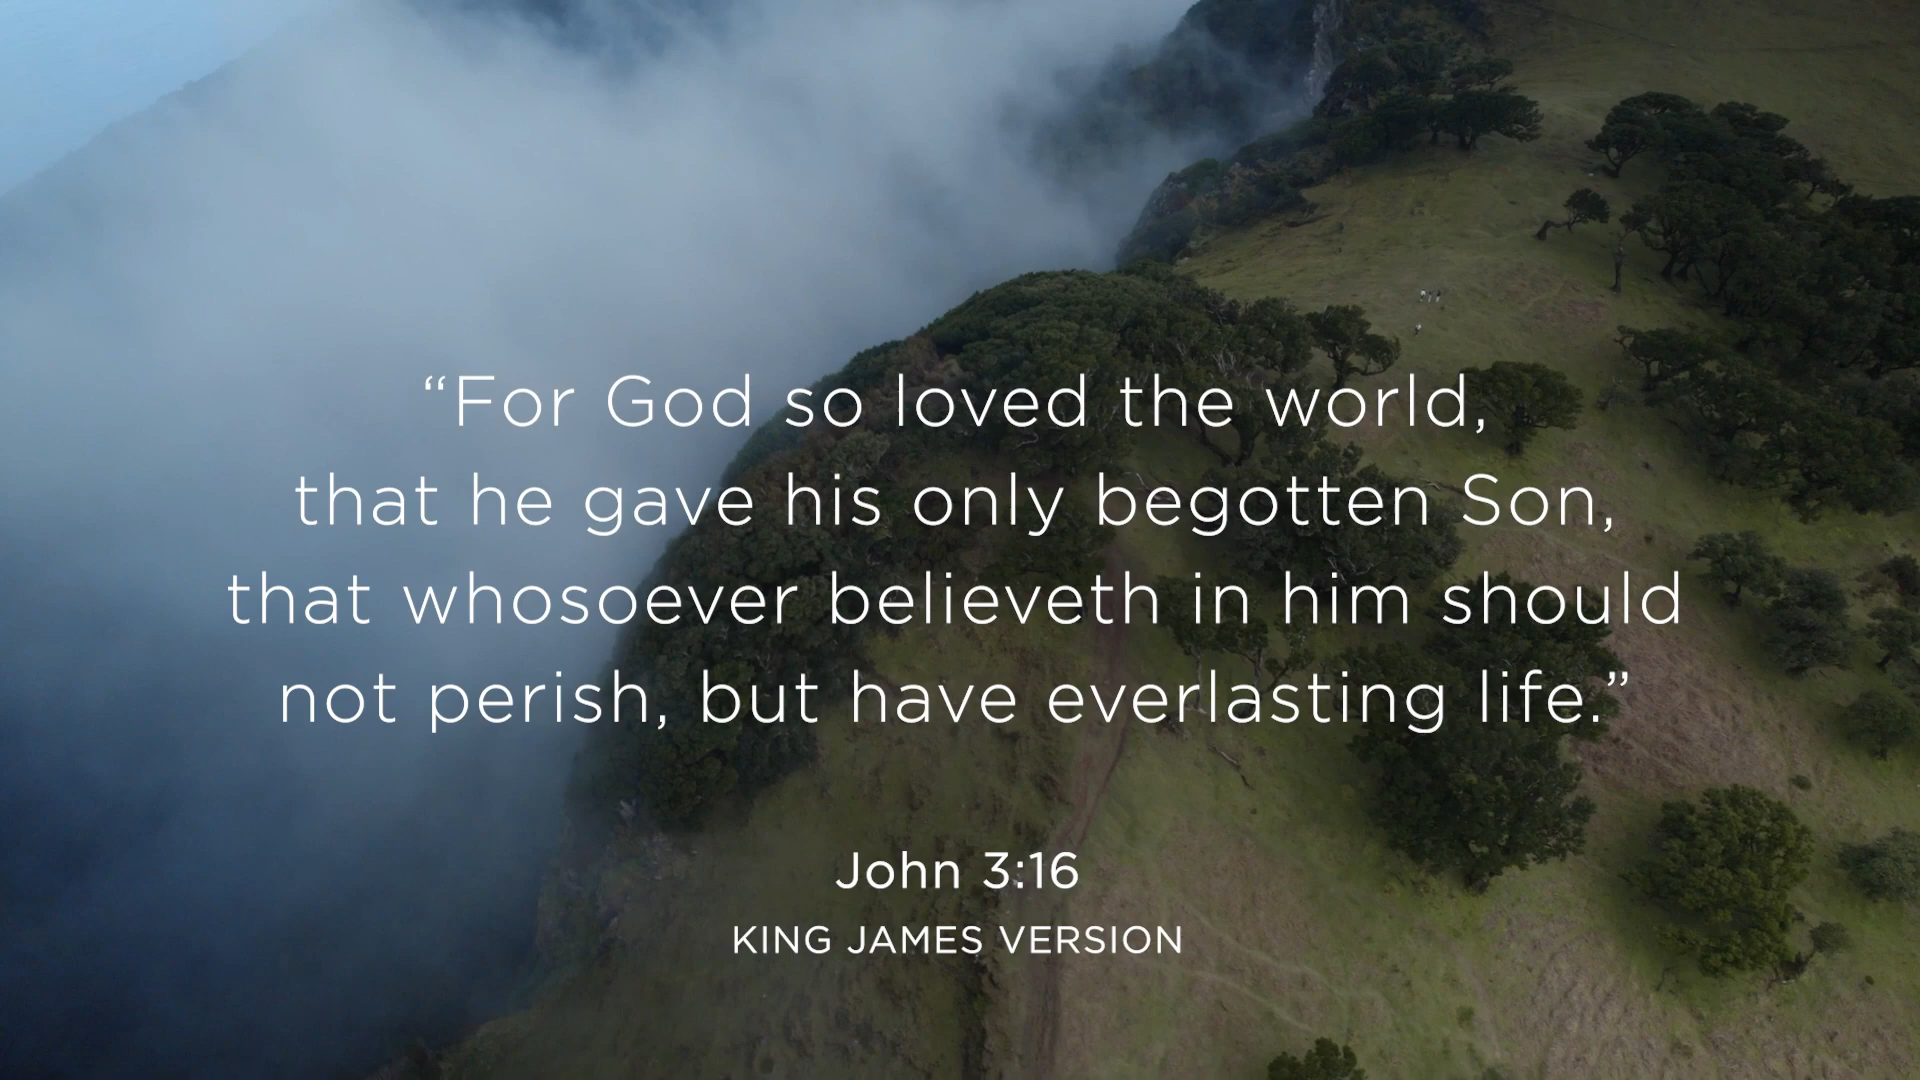 “For God so loved the world,
that he gave his only begotten Son,
that whosoever believeth in him should
not perish, but have everlasting life.”
John 3:16
KING JAMES VERSION